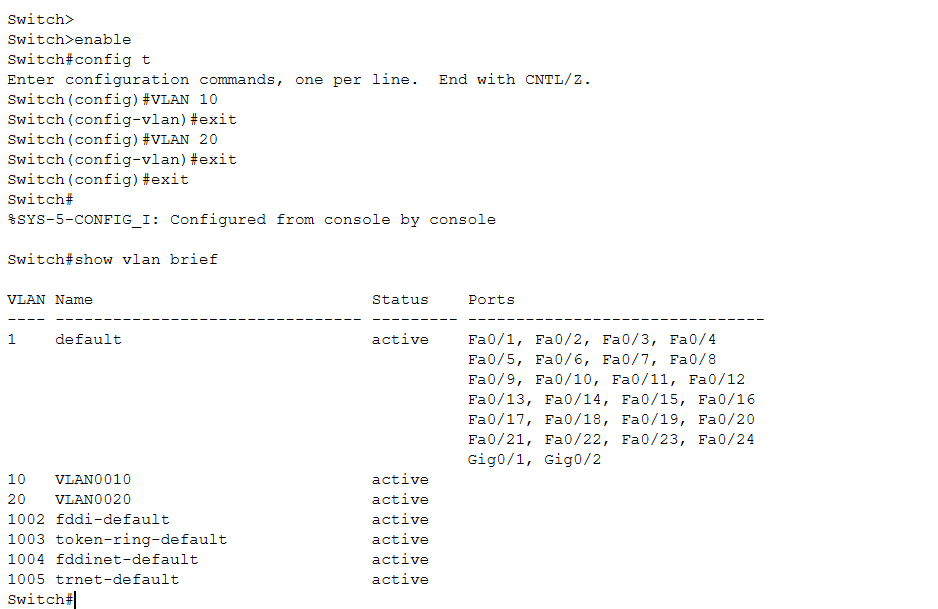 Switch>
Switch>enable
Switch#config t
Enter configuration commands, one per line.  End with CNTL/Z.
Switch(config)#VLAN 10
Switch(config-vlan)#exit
Switch(config)#VLAN 20
Switch(config-vlan)#exit
Switch(config)#exit
Switch#
%SYS-5-CONFIG_I: Configured from console by console

Switch#show vlan brief

VLAN Name                             Status    Ports
---- -------------------------------- --------- -------------------------------
1    default                          active    Fa0/1, Fa0/2, Fa0/3, Fa0/4
                                                Fa0/5, Fa0/6, Fa0/7, Fa0/8
                                                Fa0/9, Fa0/10, Fa0/11, Fa0/12
                                                Fa0/13, Fa0/14, Fa0/15, Fa0/16
                                                Fa0/17, Fa0/18, Fa0/19, Fa0/20
                                                Fa0/21, Fa0/22, Fa0/23, Fa0/24
                                                Gig0/1, Gig0/2
10   VLAN0010                         active
20   VLAN0020                         active
1002 fddi-default                     active
1003 token-ring-default               active
1004 fddinet-default                  active
1005 trnet-default                    active
Switch#